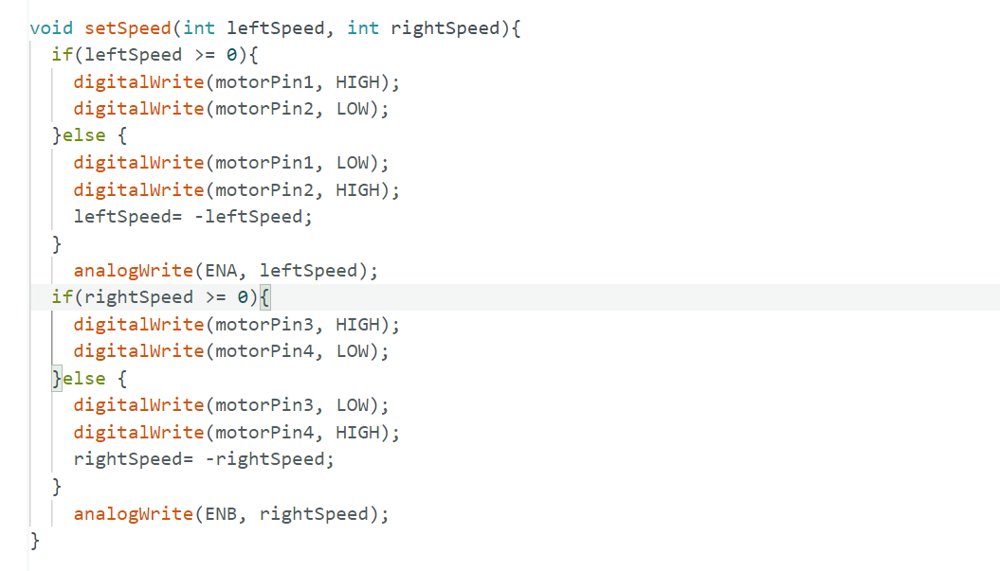 void setSpeed(int leftSpeed, int rightSpeed){
  if(leftSpeed >= 0){
    digitalWrite(motorPin1, HIGH);
    digitalWrite(motorPin2, LOW);
  }else {
    digitalWrite(motorPin1, LOW);
    digitalWrite(motorPin2, HIGH);
    leftSpeed= -leftSpeed;
  }
    analogWrite(ENA, leftSpeed);
  if(rightSpeed >= 0){
    digitalWrite(motorPin3, HIGH);
    digitalWrite(motorPin4, LOW);
  }else {
    digitalWrite(motorPin3, LOW);
    digitalWrite(motorPin4, HIGH);
    rightSpeed= -rightSpeed;
  }
    analogWrite(ENB, rightSpeed);
}